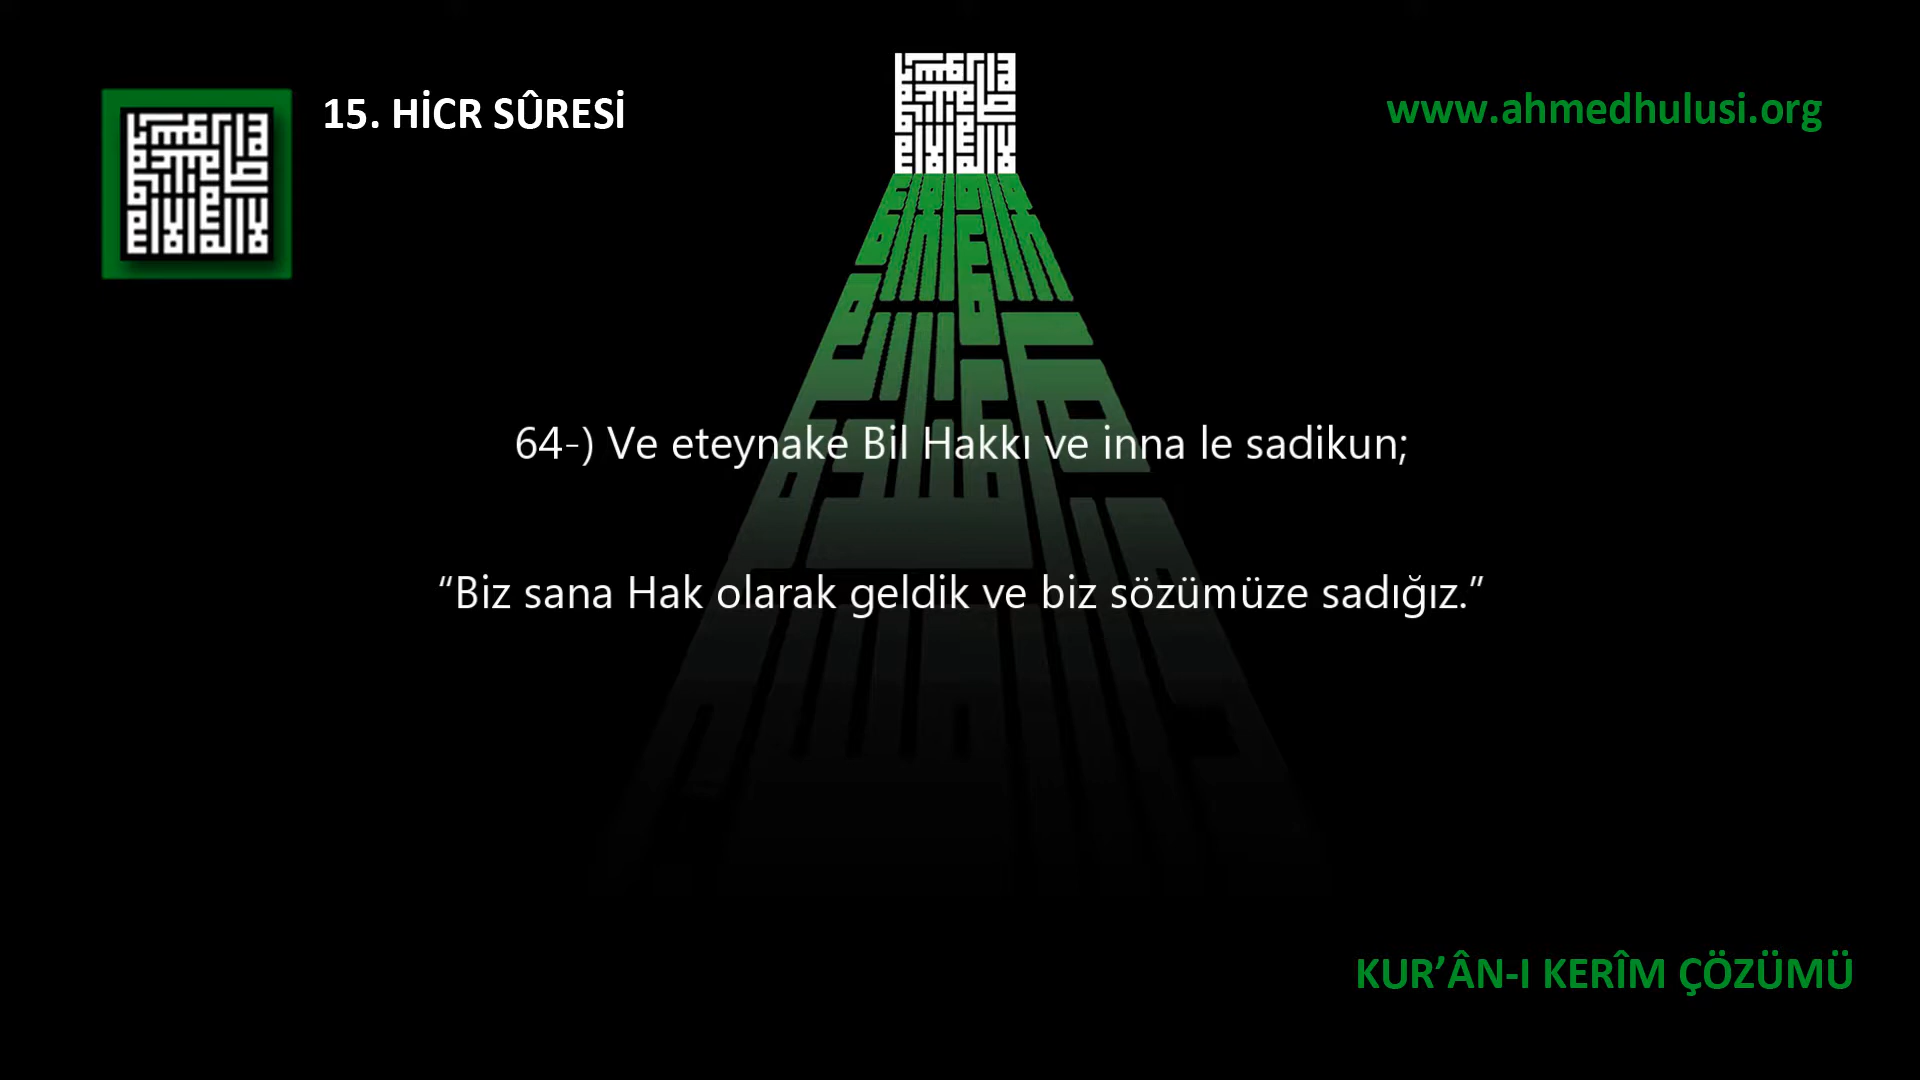 15. HİCR SÛRESİ
www.ahmedhulusi.org
64-) Ve eteynake Bil Hakkı ve inna le sadikun;
“Biz sana Hak olarak geldik ve biz sözümüze sadığız.”
KUR’ÂN-I KERÎM ÇÖZÜMÜ